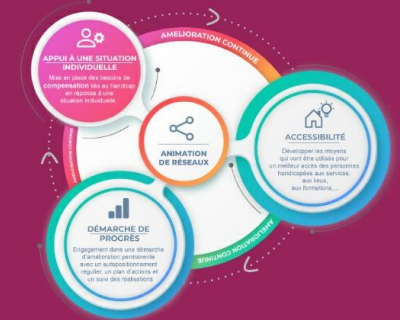 AMELIORATION CONTINUE
APPUI À UNE SITUATION
INDIVIDUELLE
Mise en place des besoins de
compensation liés au handicap
en réponse à une
situation individuelle
ANIMATION
DE RÉSEAUX
ACCESSIBILITÉ
Développer les moyens
qui vont être utilisés pour
un meilleur accès des personnes
handicapées aux services,
aux lieux,
aux formations,...
DÉMARCHE DE
PROGRÈS
Engagement dans une démarche
d'amélioration permanente
avec un autopositionnement
régulier, un plan d'actions et
un suivi des réalisations
AMELIORATION CONTINUE